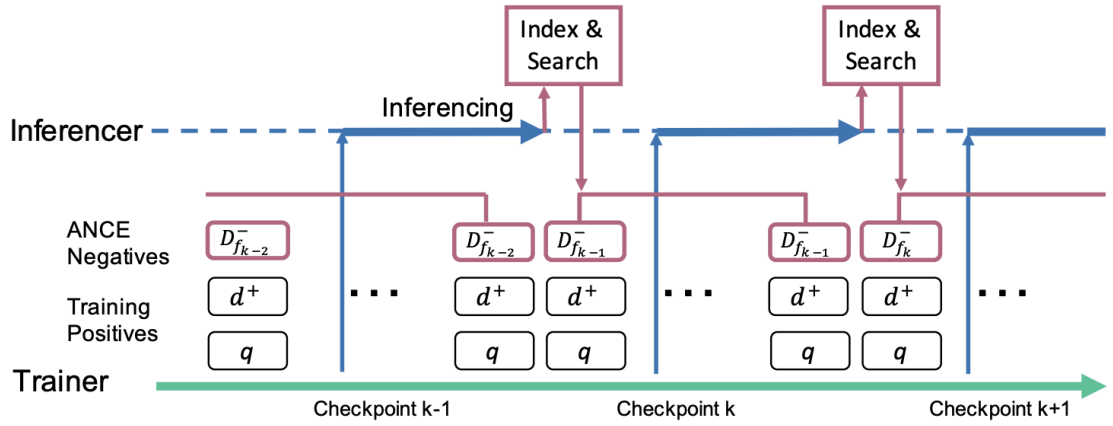 Index &
Search
Index &
Search
Inferencing
Inferencer
ANCE
Negatives
D⁻_{f_{k−2}} D⁻_{f_{k−2}} D⁻_{f_{k−1}} D⁻_{f_{k−1}} D⁻_{f_k}
Training
Positives
d⁺ ... d⁺ d⁺ ... d⁺ d⁺ ...
q q q q q
Trainer
Checkpoint k-1 Checkpoint k Checkpoint k+1